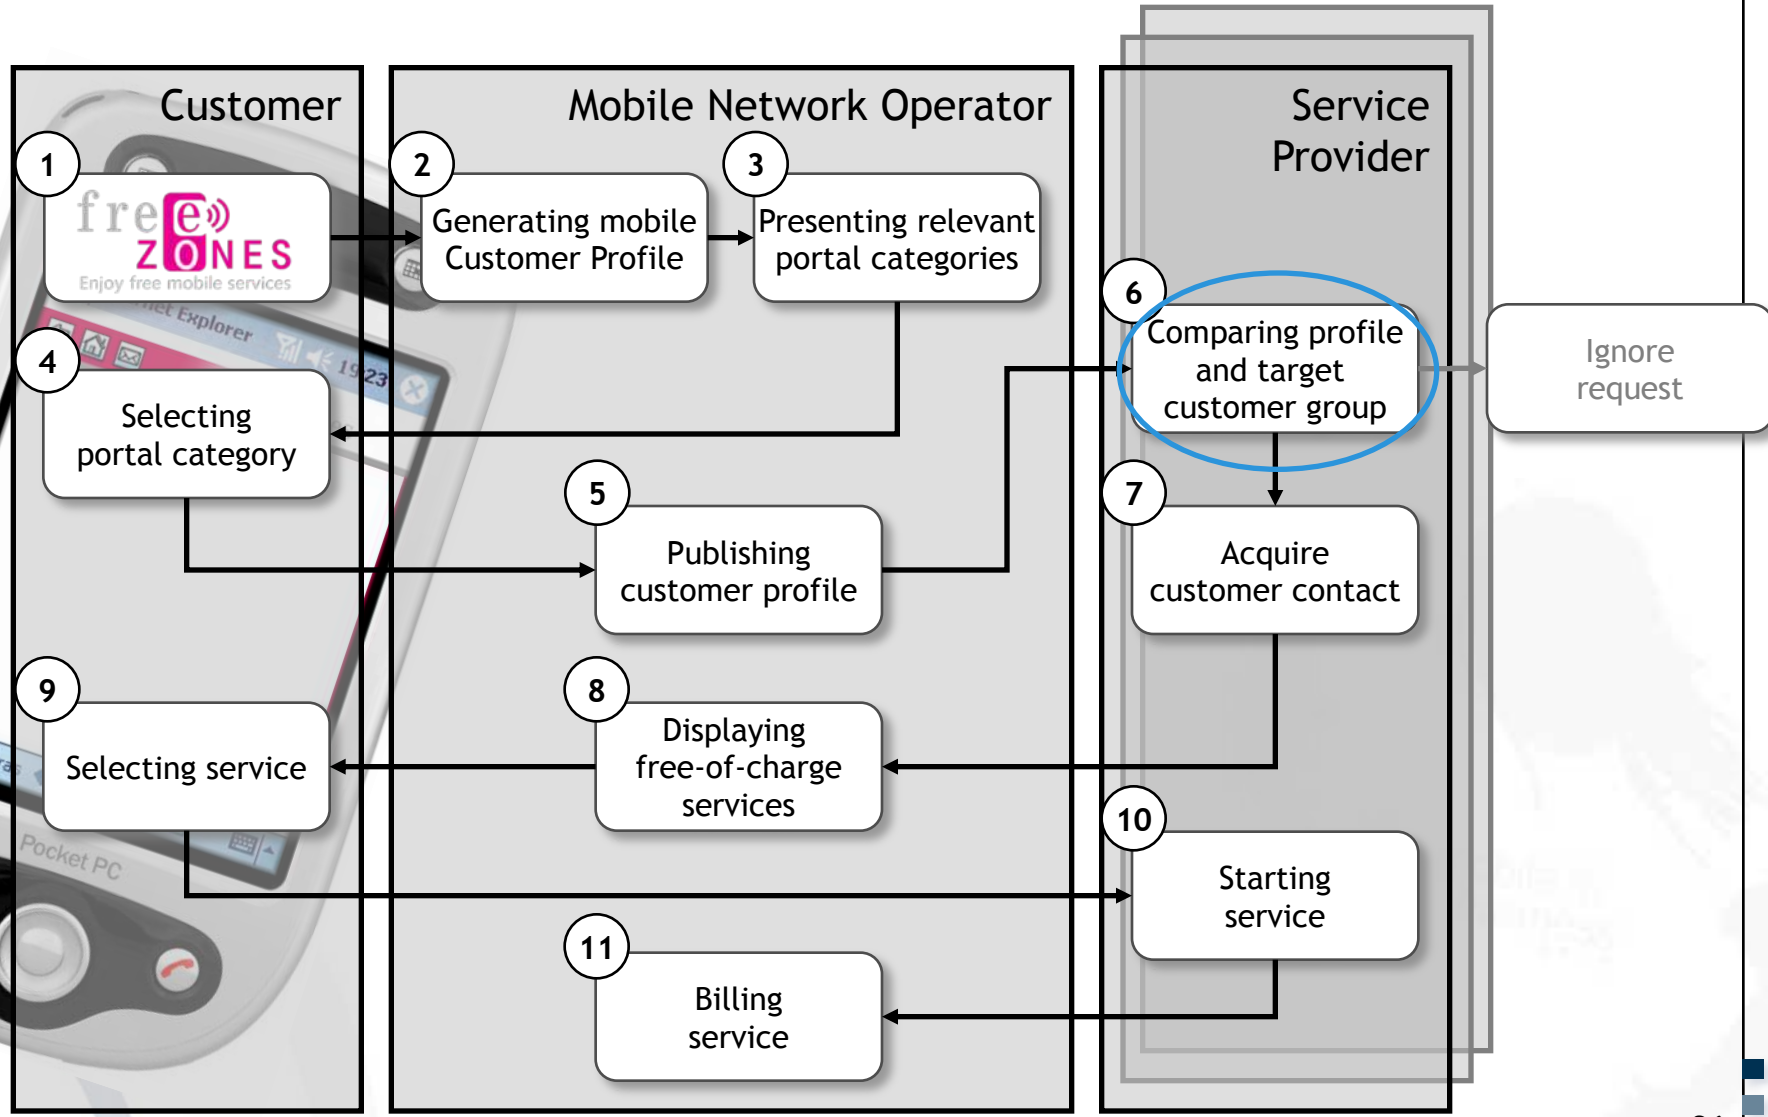 Customer
Mobile Network Operator
Service
Provider
1
free
ZONES
Enjoy free mobile services
2
Generating mobile
Customer Profile
3
Presenting relevant
portal categories
4
Selecting
portal category
5
Publishing
customer profile
6
Comparing profile
and target
customer group
Ignore
request
7
Acquire
customer contact
8
Displaying
free-of-charge
services
9
Selecting service
10
Starting
service
11
Billing
service
Explorer
19:23
Pocket PC